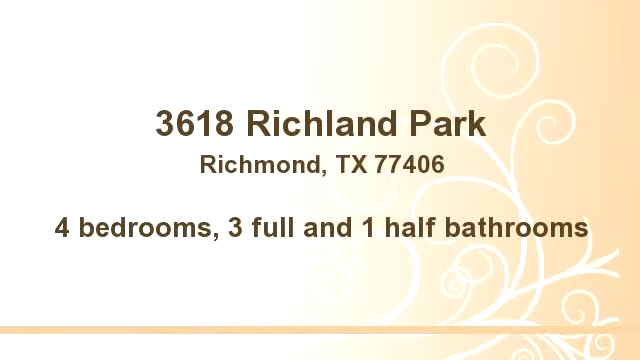 3618 Richland Park
Richmond, TX 77406
4 bedrooms, 3 full and 1 half bathrooms